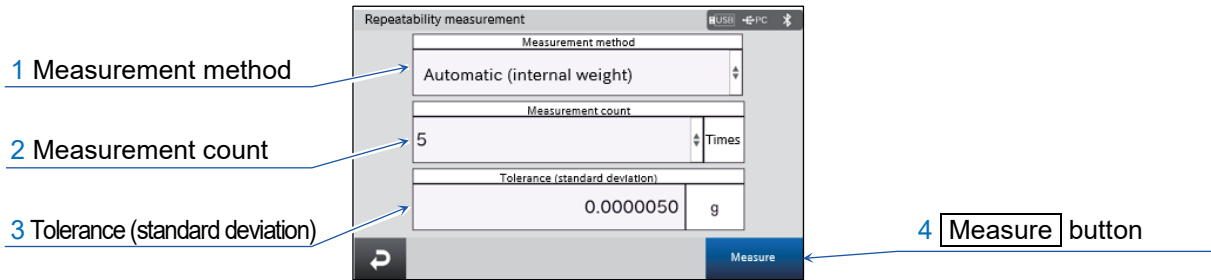 Repeatability measurement
USB PC
Measurement method
1 Measurement method
Automatic (internal weight)
Measurement count
2 Measurement count
5 Times
Tolerance (standard deviation)
0.0000050 g
3 Tolerance (standard deviation)
4 Measure button
Measure